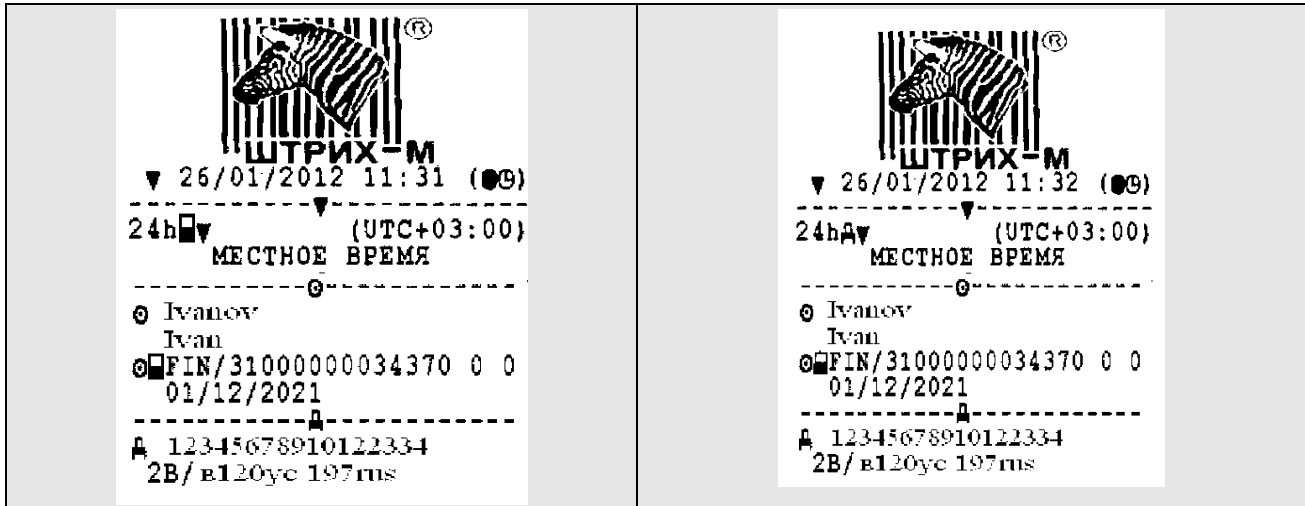 ®
ШТРИХ-М
▼ 26/01/2012 11:31 (●◷)
24h▼ (UTC+03:00)
МЕСТНОЕ ВРЕМЯ
Ivanov
Ivan
FIN/31000000034370 0 0
01/12/2021
12345678910122334
2B/ в120ус 197rus
®
ШТРИХ-М
▼ 26/01/2012 11:32 (●◷)
24h▼ (UTC+03:00)
МЕСТНОЕ ВРЕМЯ
Ivanov
Ivan
FIN/31000000034370 0 0
01/12/2021
12345678910122334
2B/ в120ус 197rus